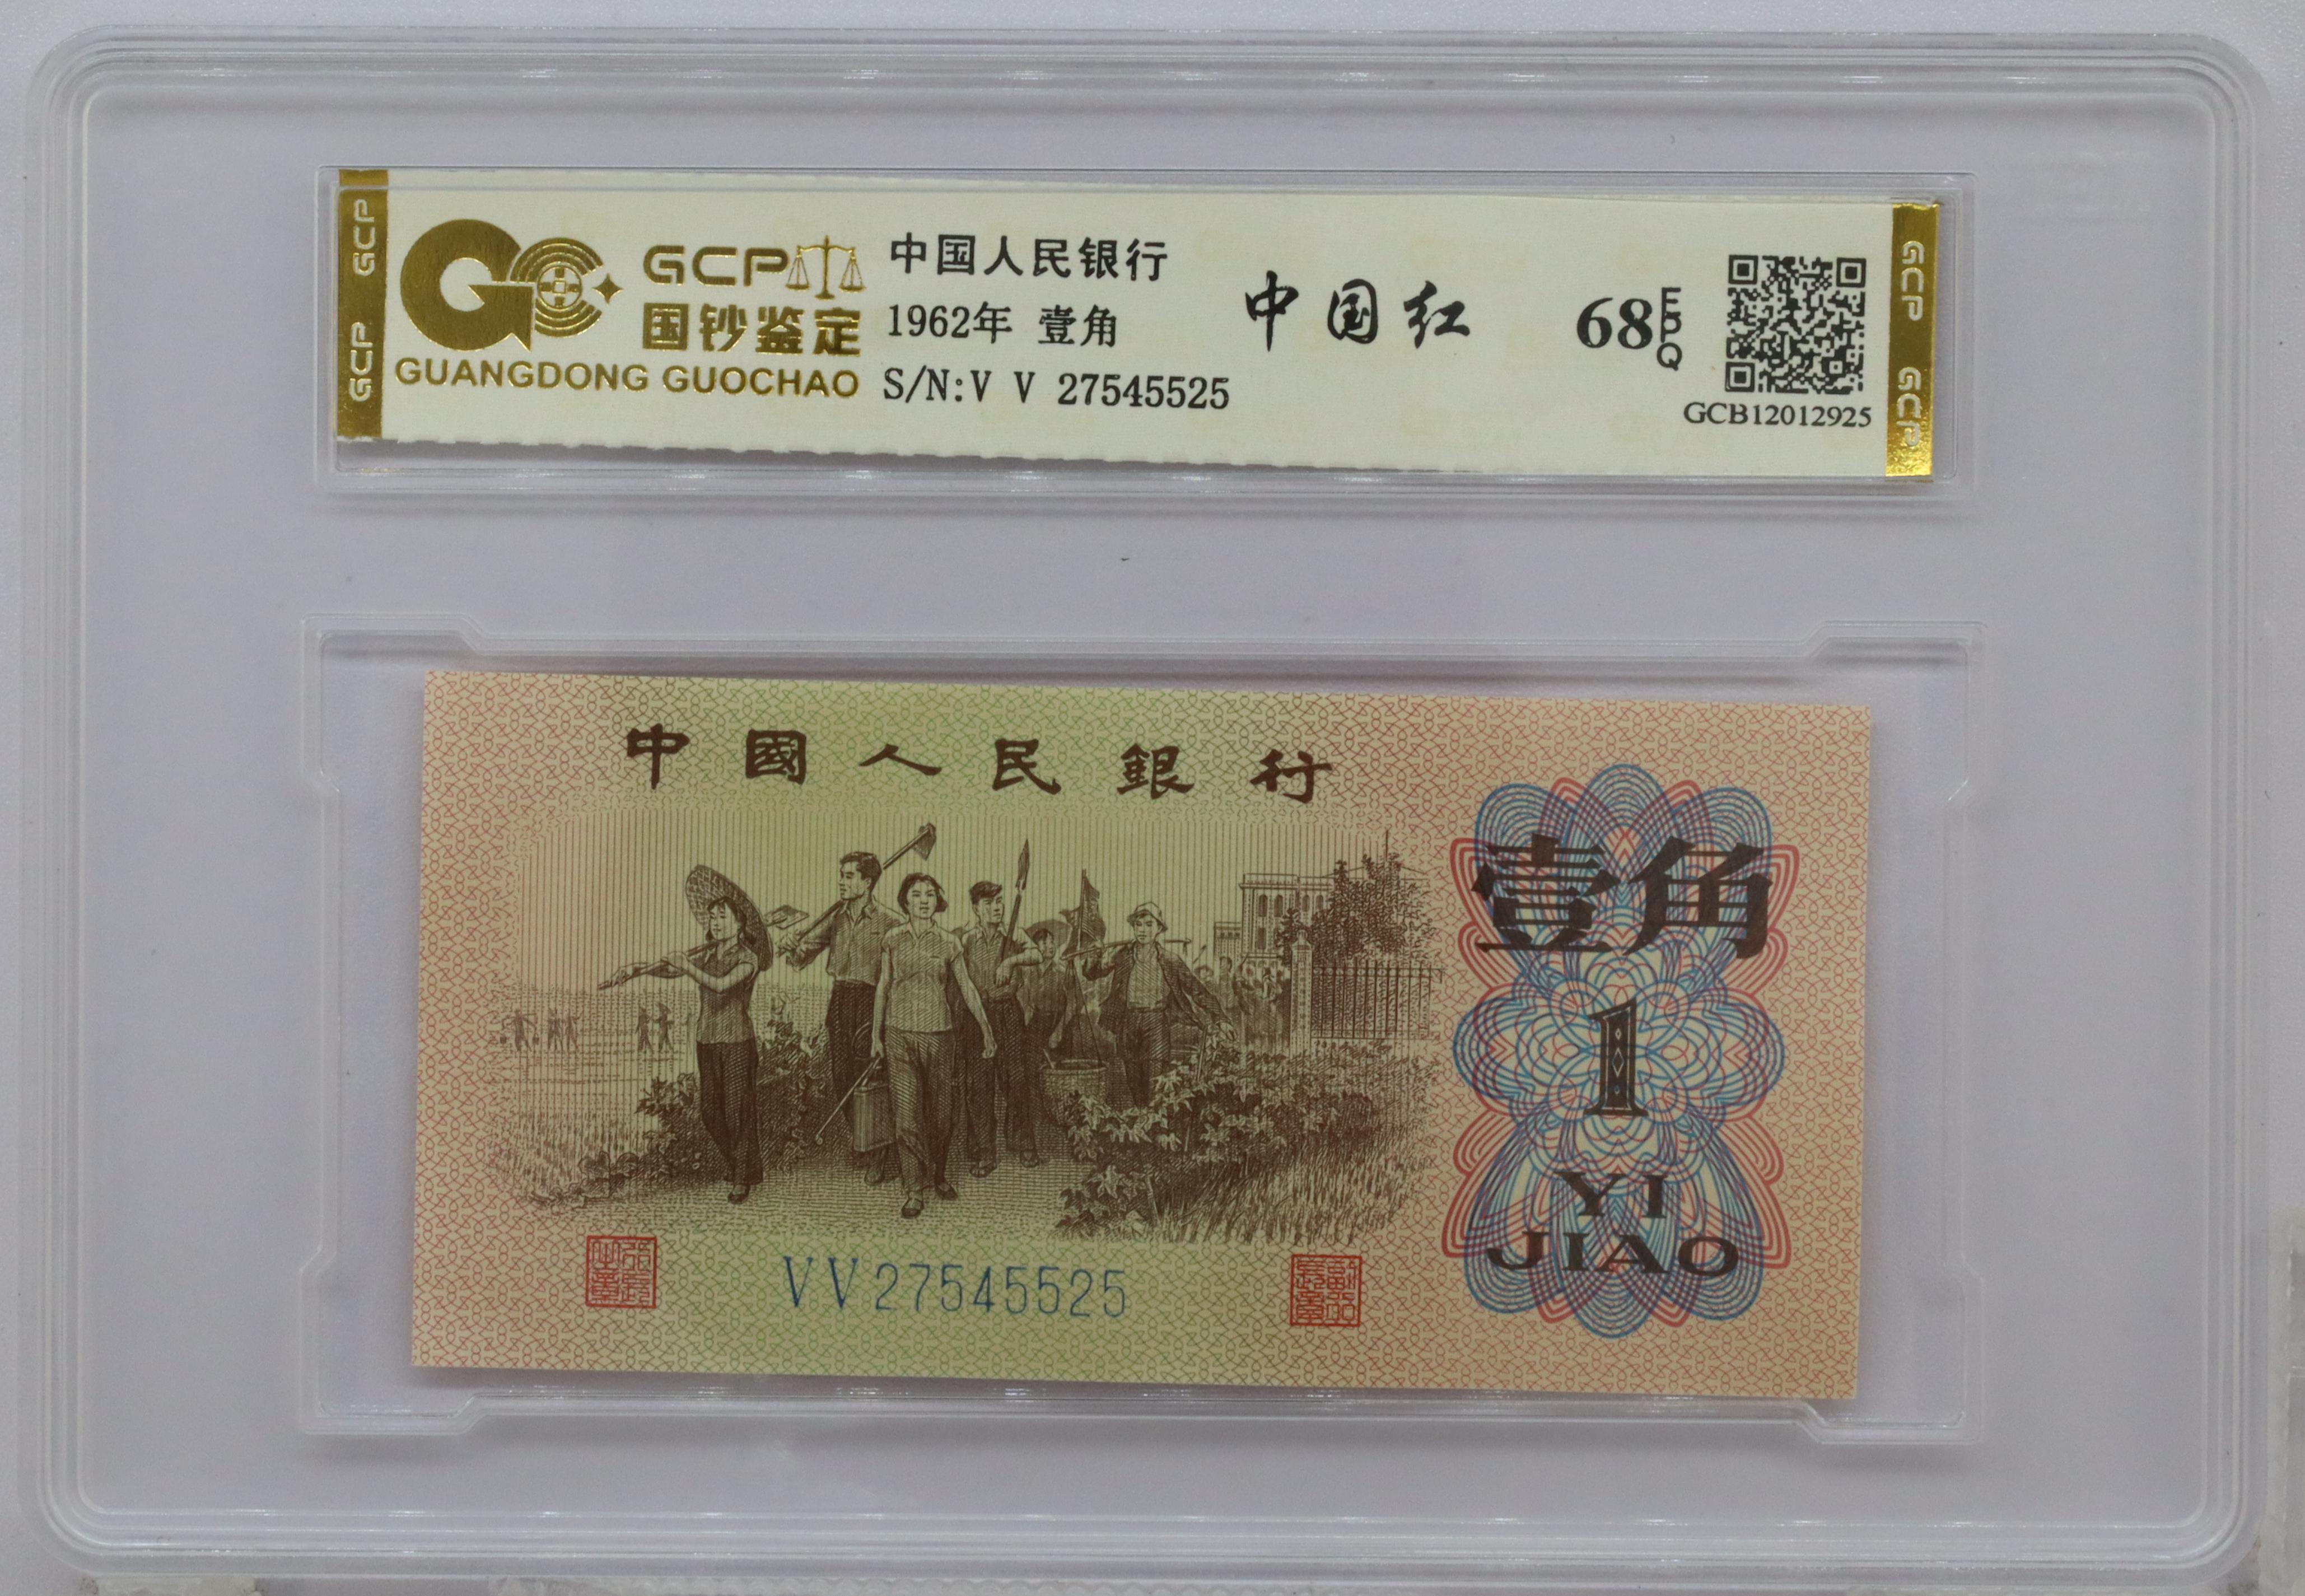 GCP GCP
GCP
国钞鉴定
GUANGDONG GUOCHAO
中国人民银行
1962年 壹角
S/N:V V 27545525
中国红
68 EPQ
GCB12012925
GCP GCP
中國人民銀行
壹角
1
YI
JIAO
VV27545525